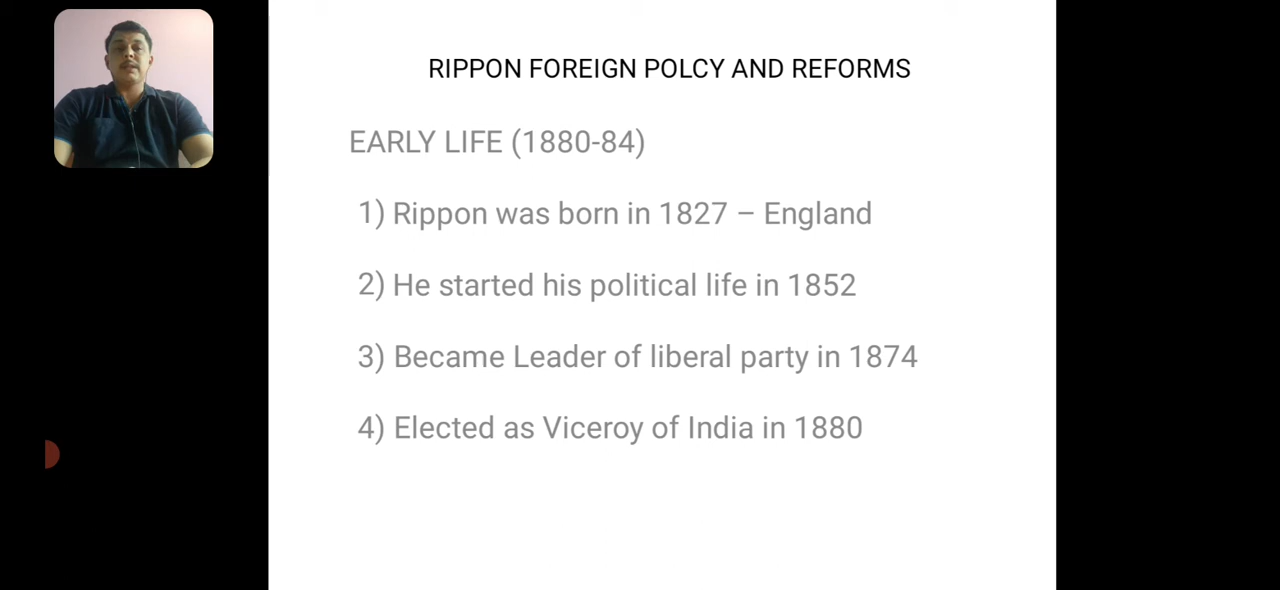 RIPPON FOREIGN POLCY AND REFORMS
EARLY LIFE (1880-84)
1) Rippon was born in 1827 – England
2) He started his political life in 1852
3) Became Leader of liberal party in 1874
4) Elected as Viceroy of India in 1880